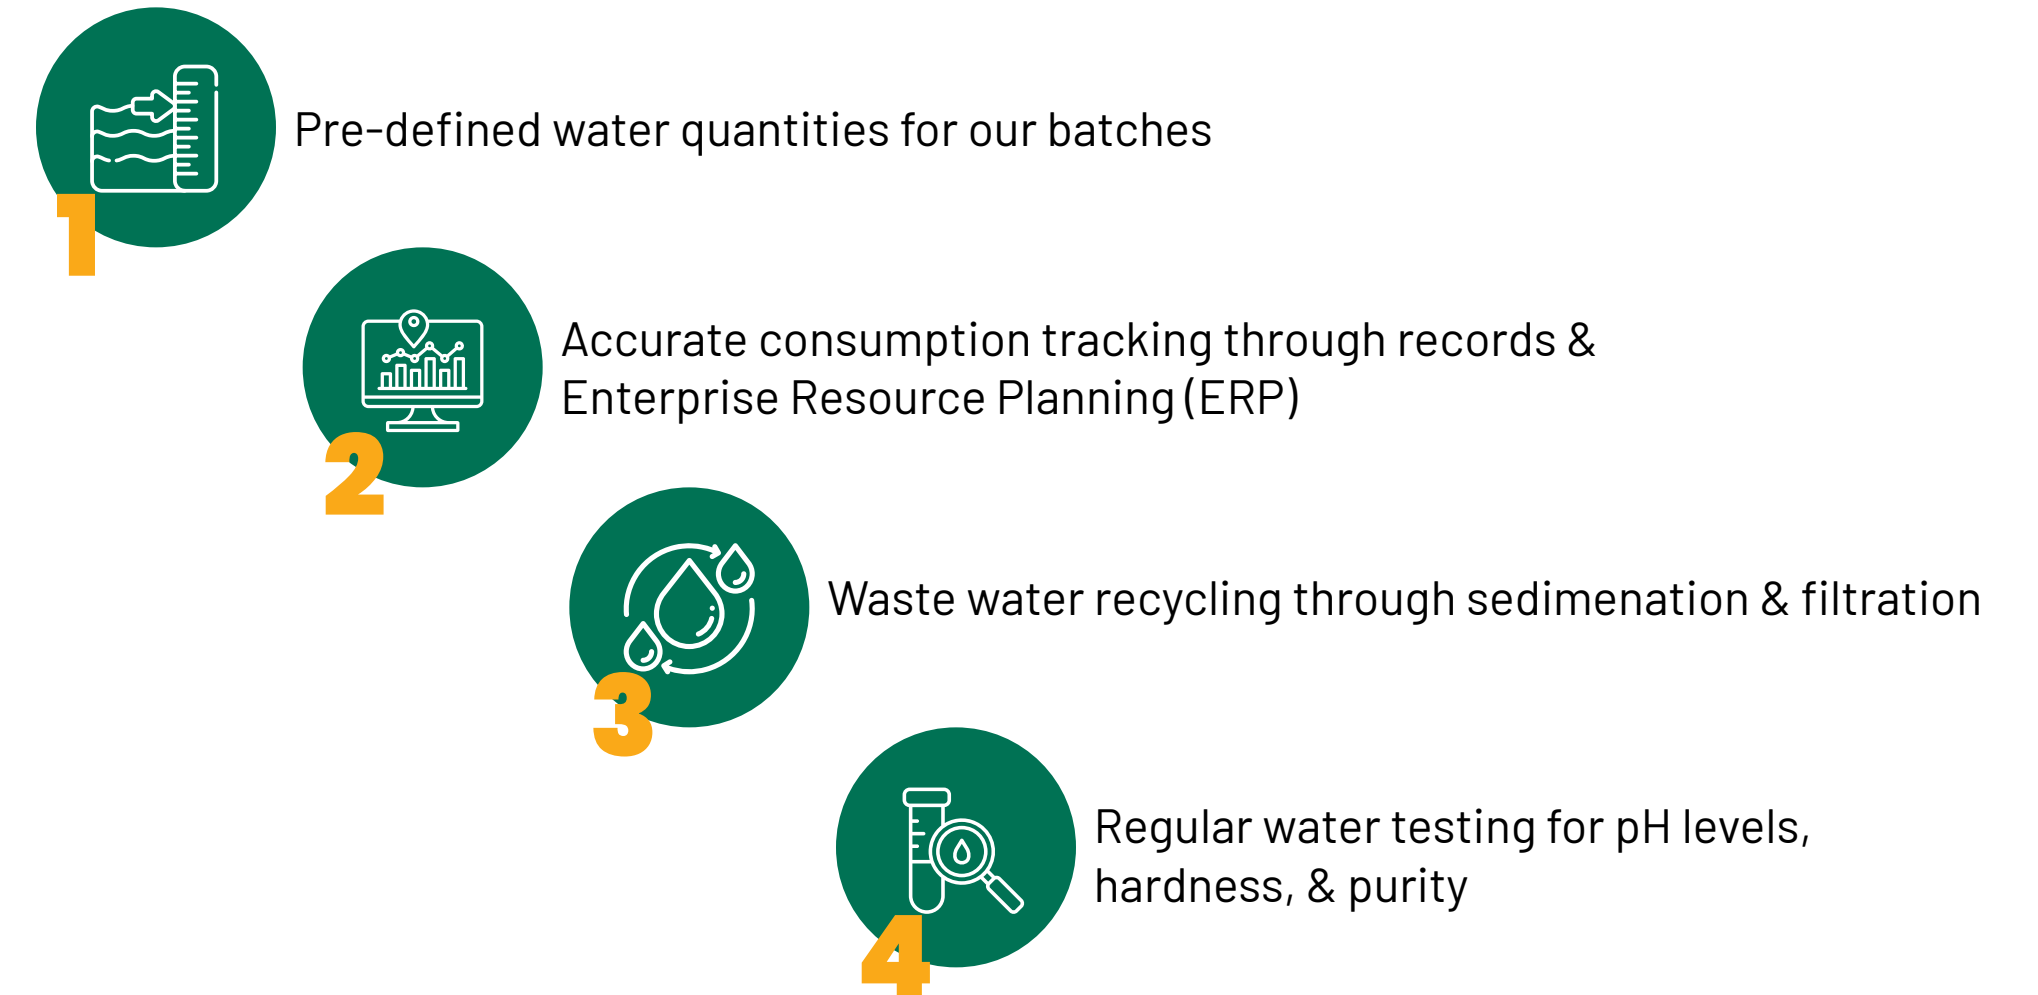 1
Pre-defined water quantities for our batches
2
Accurate consumption tracking through records &
Enterprise Resource Planning (ERP)
3
Waste water recycling through sedimenation & filtration
4
Regular water testing for pH levels,
hardness, & purity